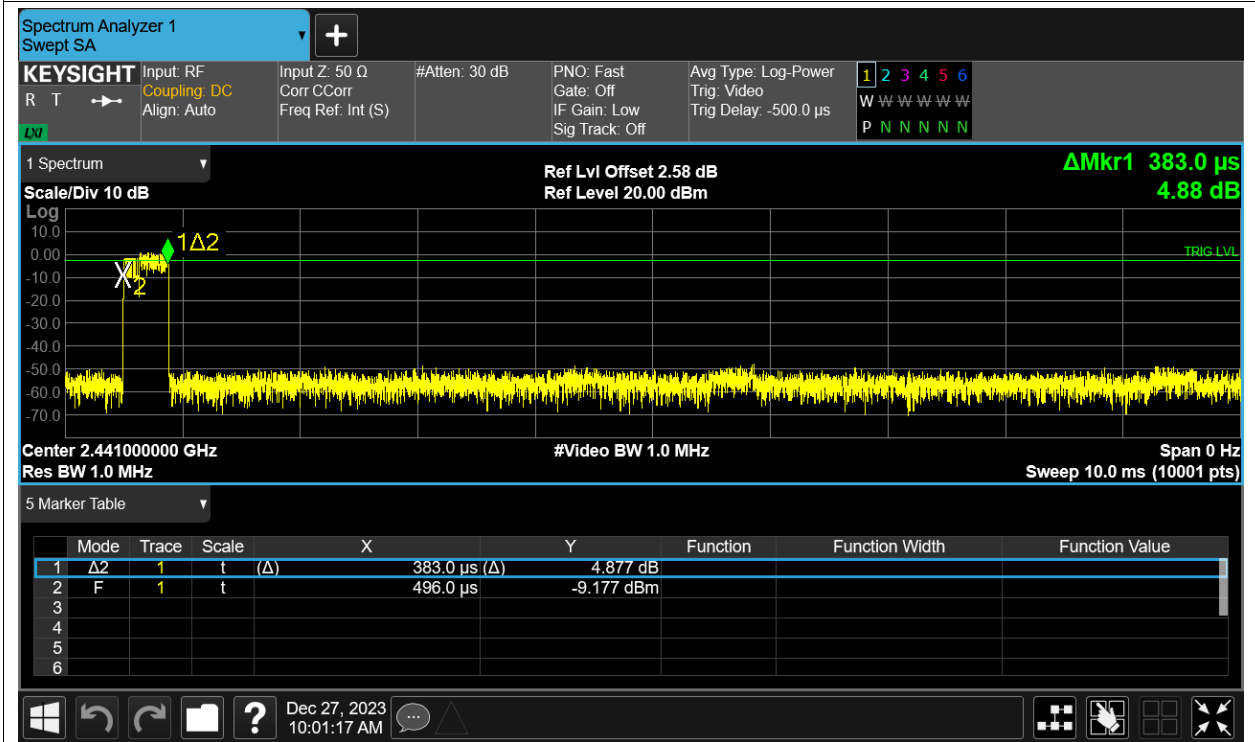 Spectrum Analyzer 1
Swept SA
+
KEYSIGHT Input: RF Input Z: 50 Ω #Atten: 30 dB PNO: Fast Avg Type: Log-Power 1 2 3 4 5 6
R T Coupling: DC Corr CCorr Gate: Off Trig: Video W W W W W W
Align: Auto Freq Ref: Int (S) IF Gain: Low Trig Delay: -500.0 µs
LXI Sig Track: Off P N N N N N
1 Spectrum Ref Lvl Offset 2.58 dB ΔMkr1 383.0 µs
Scale/Div 10 dB Ref Level 20.00 dBm 4.88 dB
Log
10.0
1Δ2
0.00 TRIG LVL
-10.0
X2
-20.0
-30.0
-40.0
-50.0
-60.0
-70.0
Center 2.441000000 GHz #Video BW 1.0 MHz Span 0 Hz
Res BW 1.0 MHz Sweep 10.0 ms (10001 pts)
5 Marker Table
Mode Trace Scale X Y Function Function Width Function Value
1 Δ2 1 t (Δ) 383.0 µs (Δ) 4.877 dB
2 F 1 t 496.0 µs -9.177 dBm
3
4
5
6
? Dec 27, 2023
10:01:17 AM